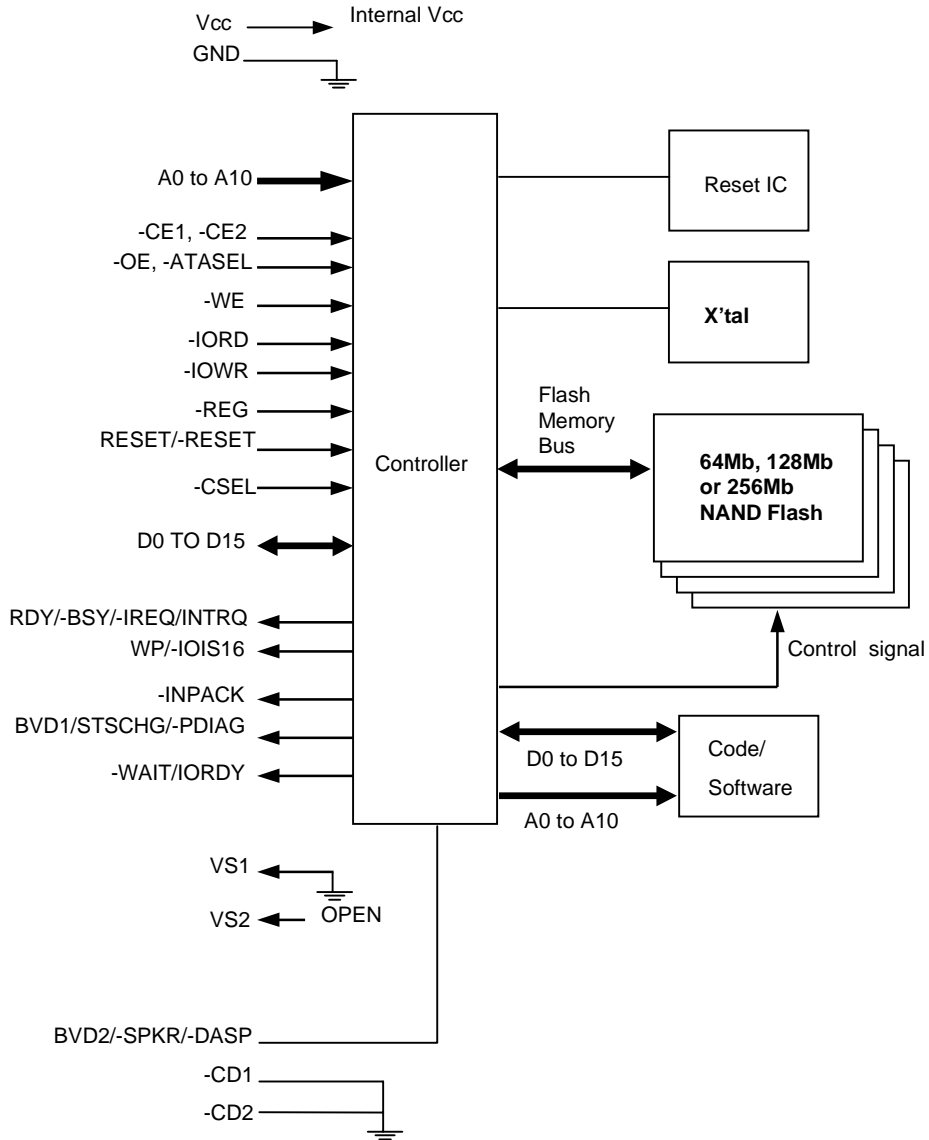 Vcc
Internal Vcc
GND
A0 to A10
-CE1, -CE2
-OE, -ATASEL
-WE
-IORD
-IOWR
-REG
RESET/-RESET
-CSEL
D0 TO D15
RDY/-BSY/-IREQ/INTRQ
WP/-IOIS16
-INPACK
BVD1/STSCHG/-PDIAG
-WAIT/IORDY
VS1
VS2
OPEN
BVD2/-SPKR/-DASP
-CD1
-CD2
Controller
Reset IC
X'tal
Flash
Memory
Bus
64Mb, 128Mb
or 256Mb
NAND Flash
Control signal
D0 to D15
A0 to A10
Code/
Software